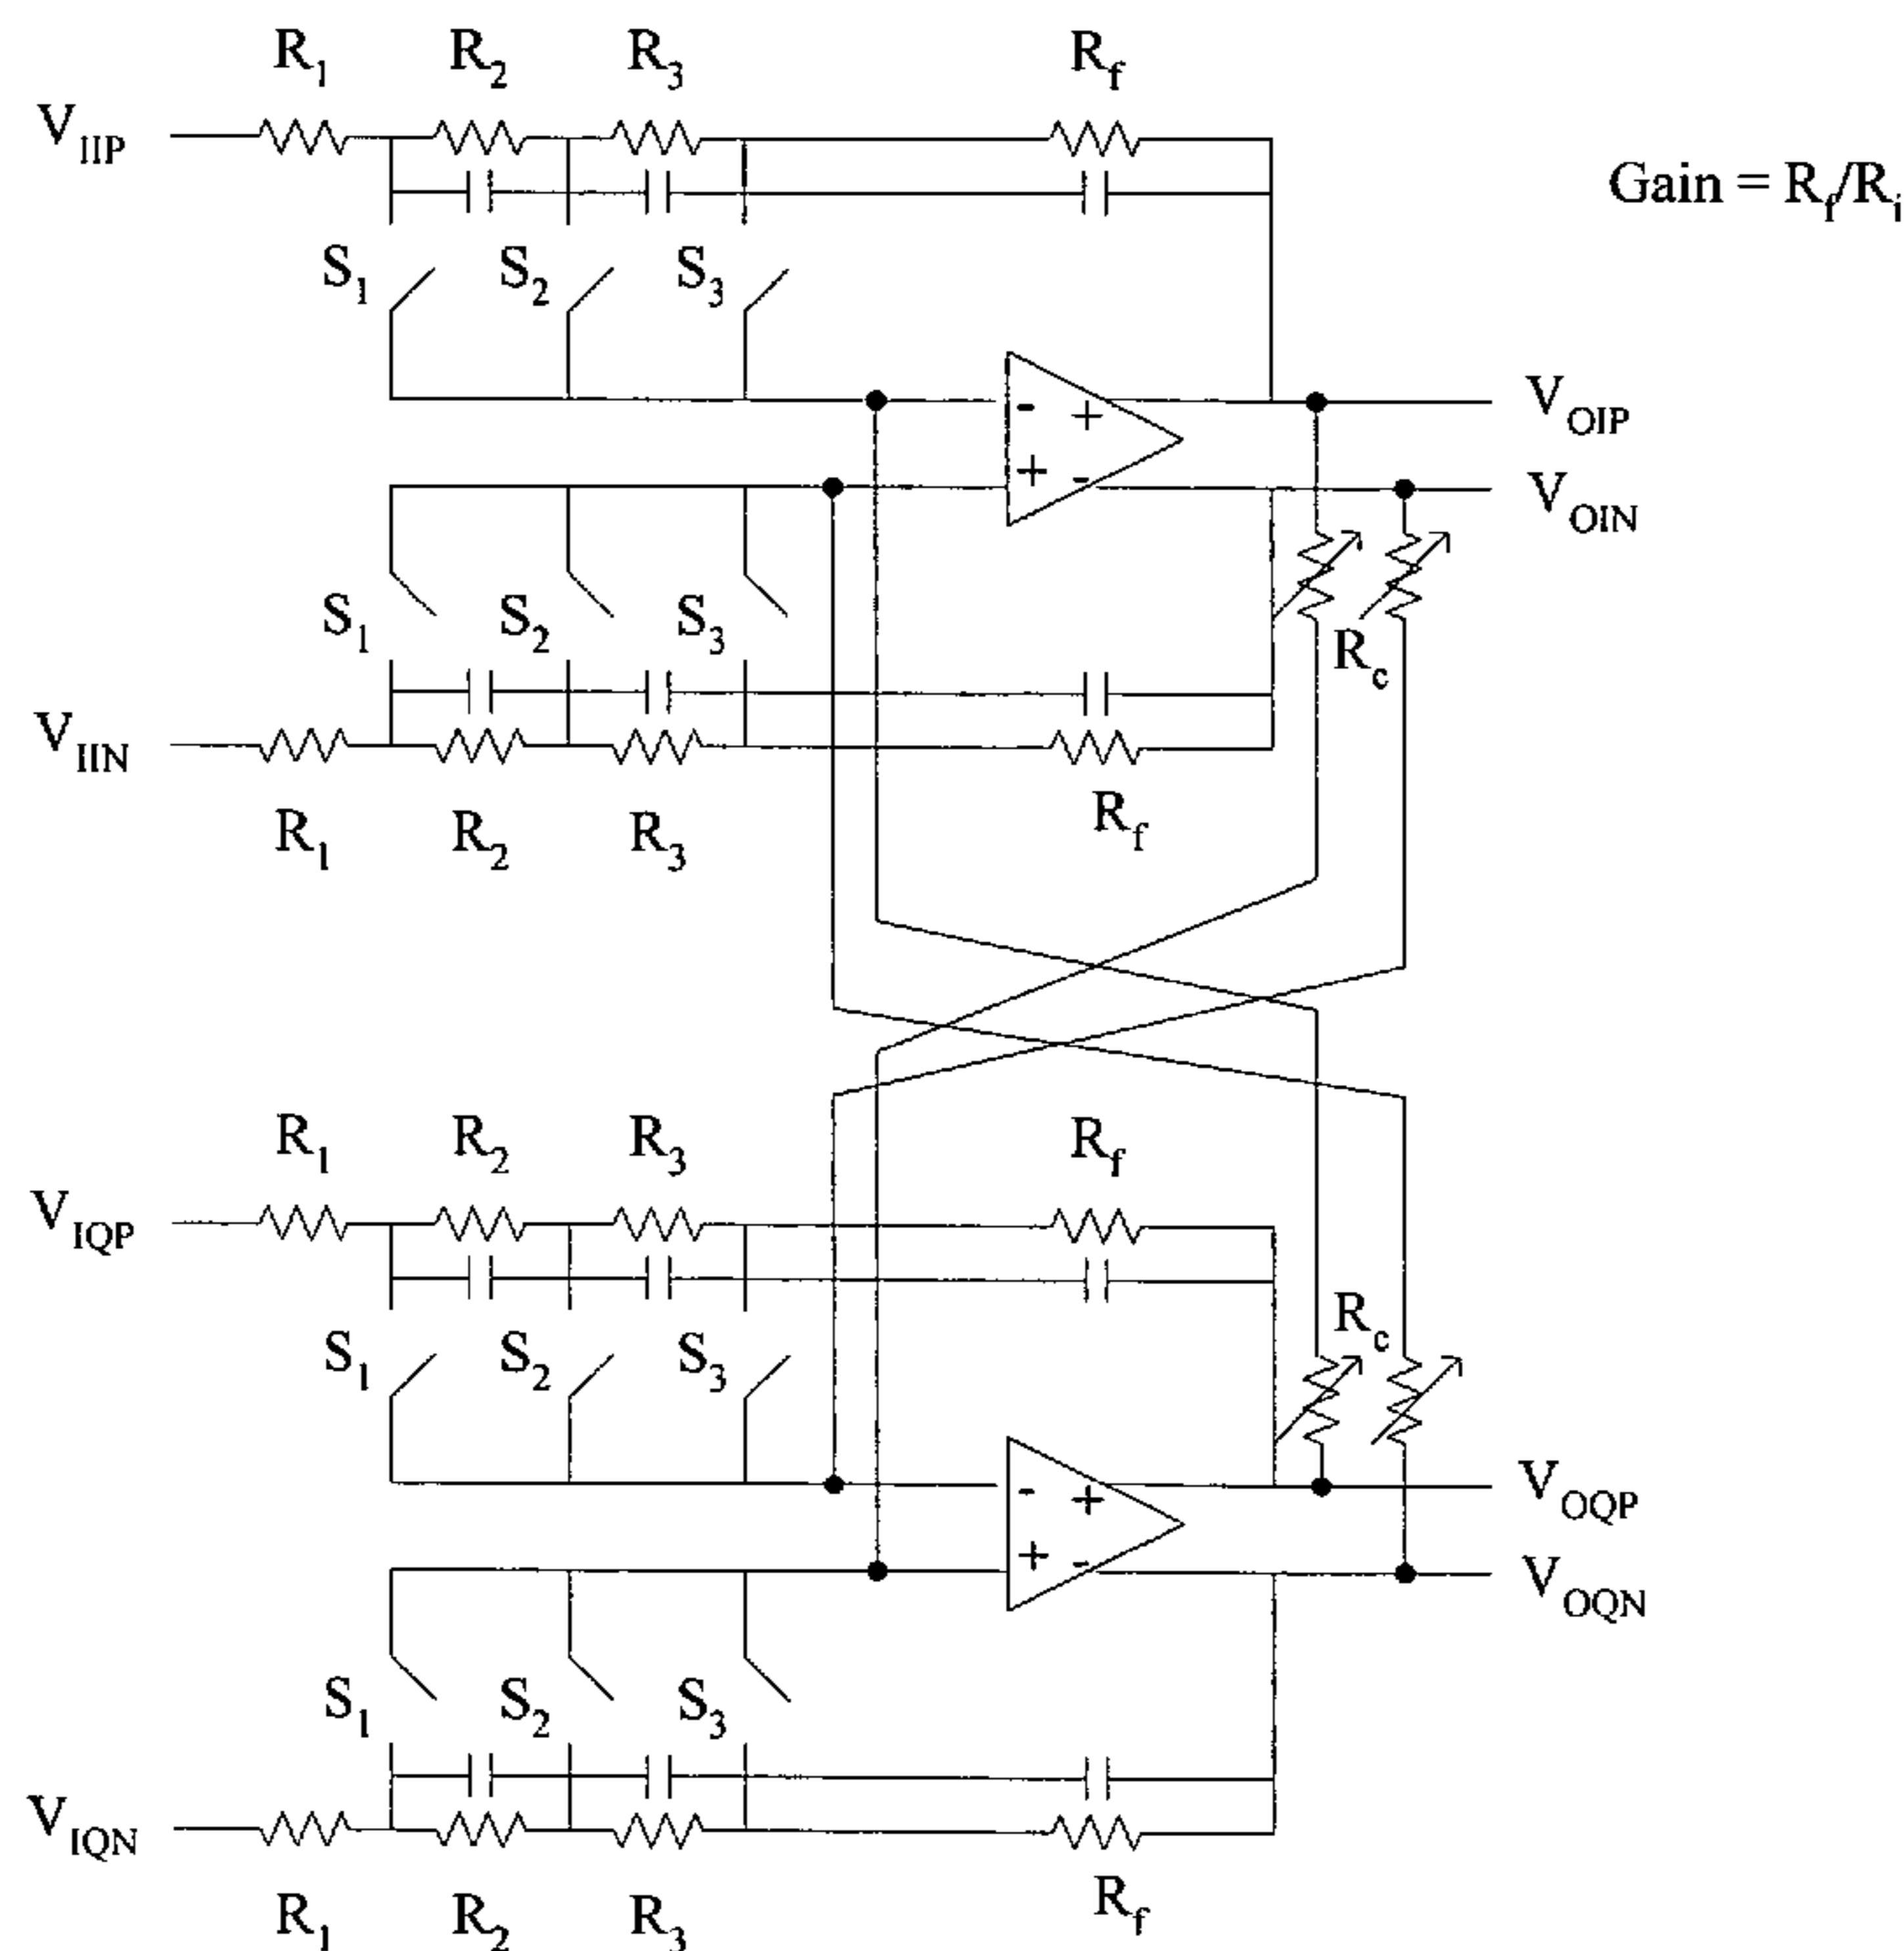 R1 R2 R3 Rf
VIIP
Gain = Rf/Ri
S1 S2 S3
- +
VOIP
+ -
VOIN
S1 S2 S3
Rc
VIIN
R1 R2 R3 Rf
R1 R2 R3 Rf
VIQP
Rc
S1 S2 S3
- +
VOQP
+ -
VOQN
S1 S2 S3
VIQN
R1 R2 R3 Rf